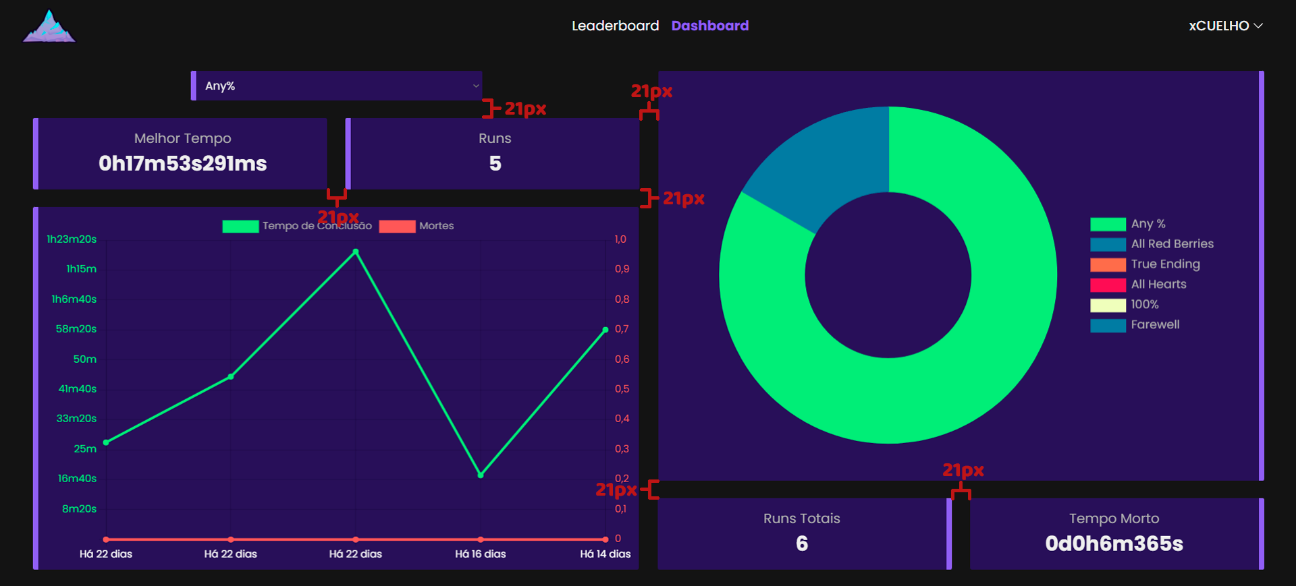 Leaderboard Dashboard
xCUELHO
Any%
21px
21px
Melhor Tempo
0h17m53s291ms
Runs
5
21px
21px
Tempo de Conclusão
Mortes
1h23m20s
1h15m
1h6m40s
58m20s
50m
41m40s
33m20s
25m
16m40s
8m20s
1,0
0,9
0,8
0,7
0,6
0,5
0,4
0,3
0,2
0,1
0
Há 22 dias
Há 22 dias
Há 22 dias
Há 16 dias
Há 14 dias
Any %
All Red Berries
True Ending
All Hearts
100%
Farewell
21px
21px
Runs Totais
6
Tempo Morto
0d0h6m365s